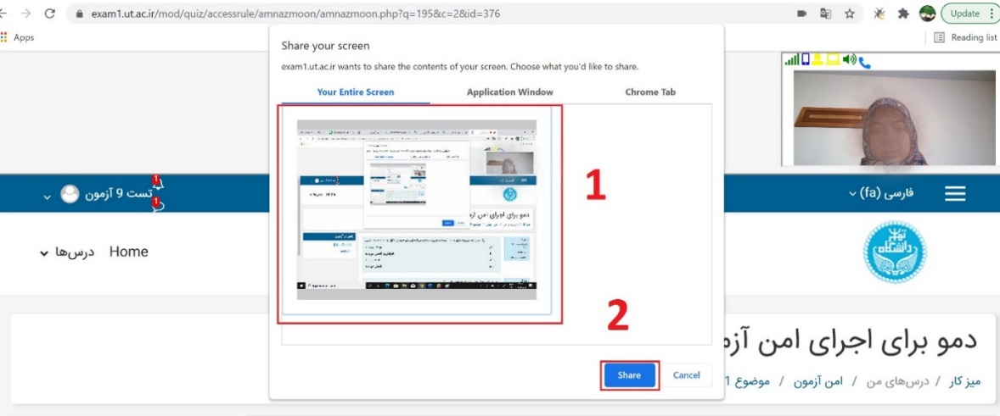 exam1.ut.ac.ir/mod/quiz/accessrule/amnazmoon/amnazmoon.php?q=195&c=2&id=376
Update
Apps
Reading list
Share your screen
exam1.ut.ac.ir wants to share the contents of your screen. Choose what you'd like to share.
Your Entire Screen Application Window Chrome Tab
1
فارسی (fa)
تست 9 آزمون
1
1
Home درس‌ها
2
دمو برای اجرای امن
میز کار / درس‌های من / امن آزمون / موضوع 1
Share Cancel